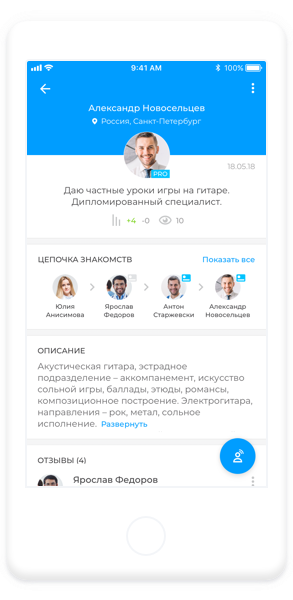 9:41 AM
100%
Александр Новосельцев
Россия, Санкт-Петербург
PRO
18.05.18
Даю частные уроки игры на гитаре.
Дипломированный специалист.
+4 -0 10
ЦЕПОЧКА ЗНАКОМСТВ Показать все
Юлия Ярослав Антон Александр
Анисимова Федоров Старжевски Новосельцев
ОПИСАНИЕ
Акустическая гитара, эстрадное
подразделение – аккомпанемент, искусство
сольной игры, баллады, этюды, романсы,
композиционное построение. Электрогитара,
направления – рок, метал, сольное
исполнение. Развернуть
ОТЗЫВЫ (4)
Ярослав Федоров